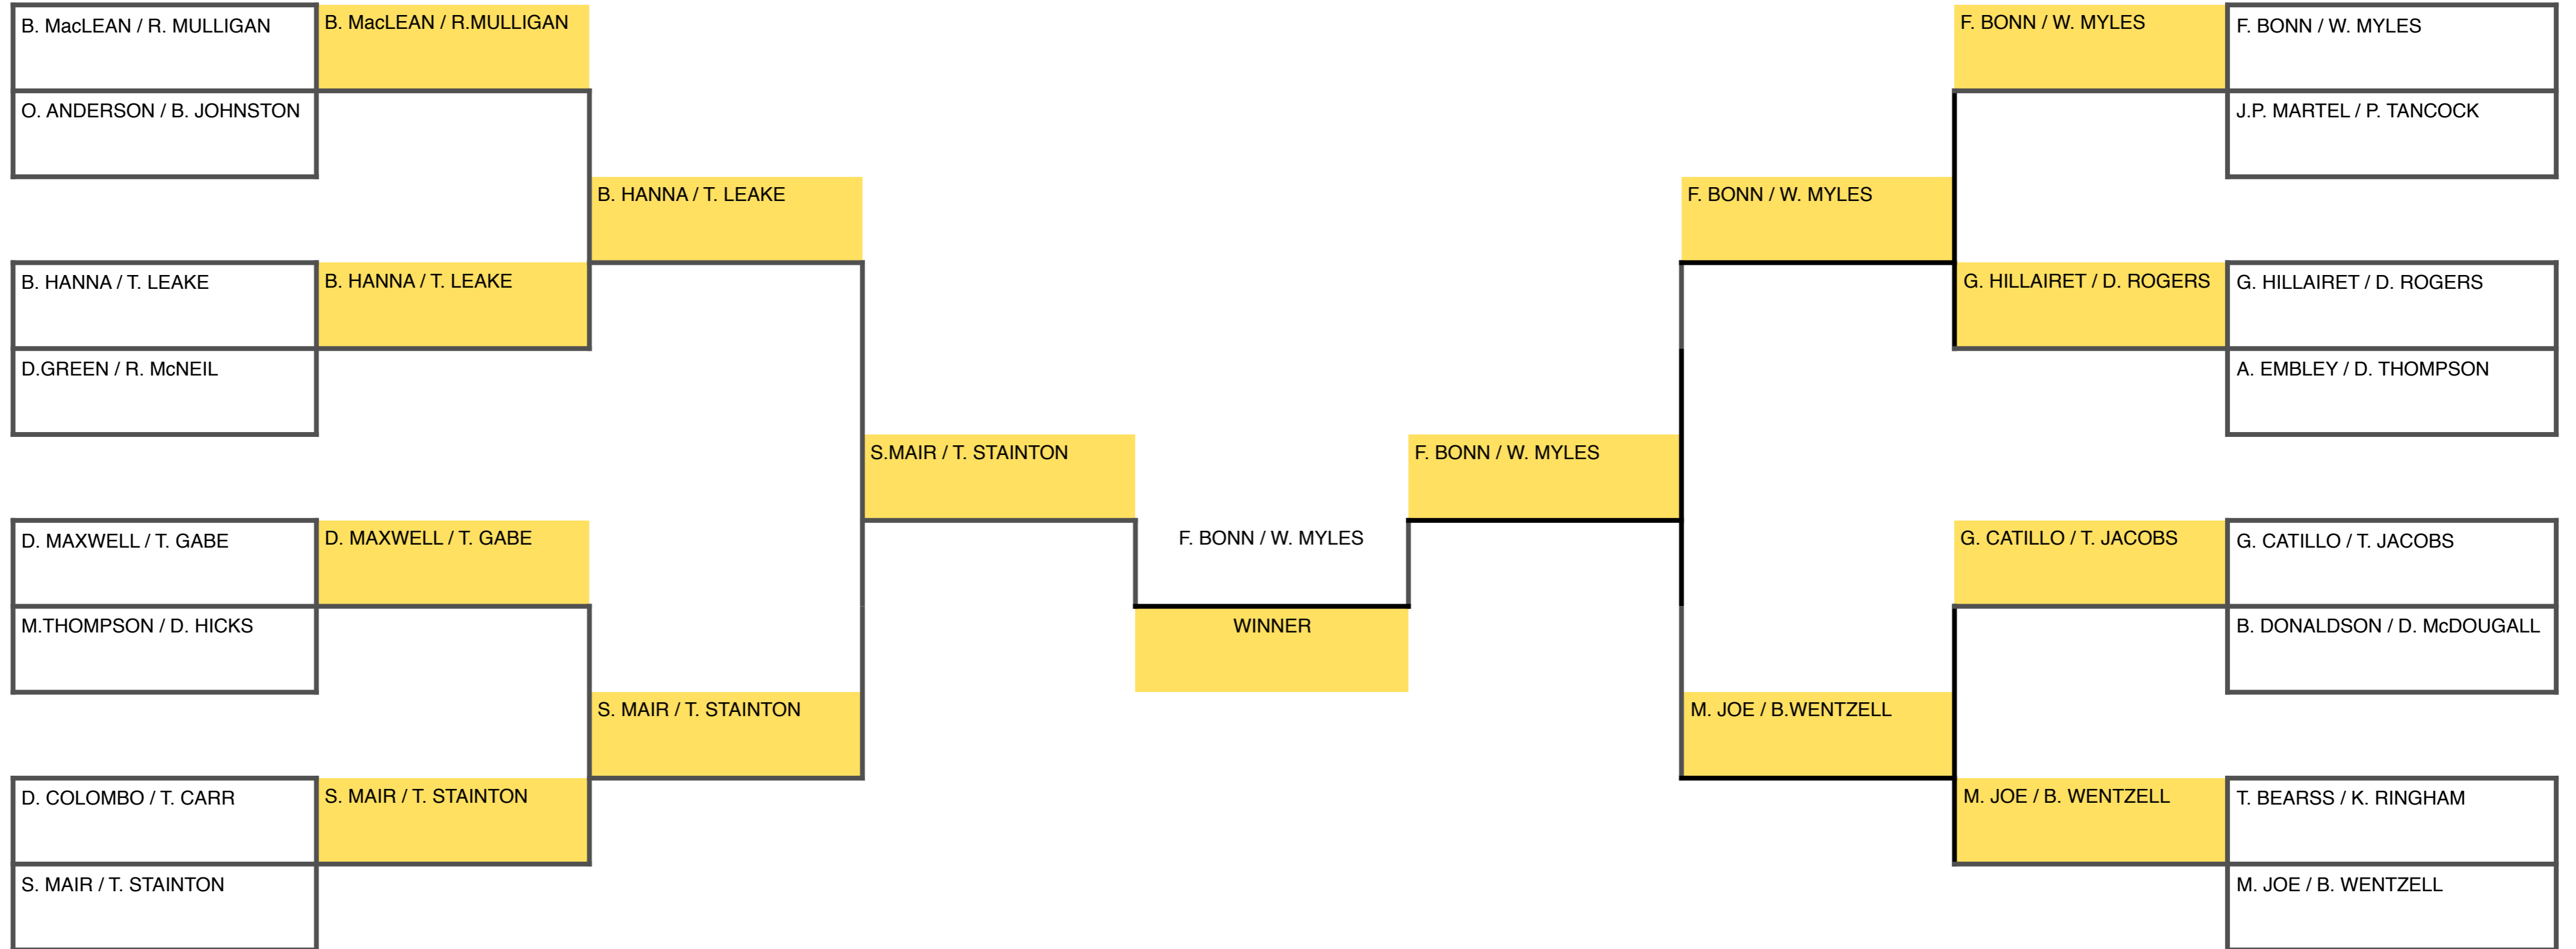 B. MacLEAN / R. MULLIGAN
B. MacLEAN / R.MULLIGAN
F. BONN / W. MYLES
F. BONN / W. MYLES
O. ANDERSON / B. JOHNSTON
J.P. MARTEL / P. TANCOCK
B. HANNA / T. LEAKE
F. BONN / W. MYLES
B. HANNA / T. LEAKE
B. HANNA / T. LEAKE
G. HILLAIRET / D. ROGERS
G. HILLAIRET / D. ROGERS
D.GREEN / R. McNEIL
A. EMBLEY / D. THOMPSON
S.MAIR / T. STAINTON
F. BONN / W. MYLES
D. MAXWELL / T. GABE
D. MAXWELL / T. GABE
F. BONN / W. MYLES
G. CATILLO / T. JACOBS
G. CATILLO / T. JACOBS
M.THOMPSON / D. HICKS
WINNER
B. DONALDSON / D. McDOUGALL
S. MAIR / T. STAINTON
M. JOE / B.WENTZELL
D. COLOMBO / T. CARR
S. MAIR / T. STAINTON
M. JOE / B. WENTZELL
T. BEARSS / K. RINGHAM
S. MAIR / T. STAINTON
M. JOE / B. WENTZELL